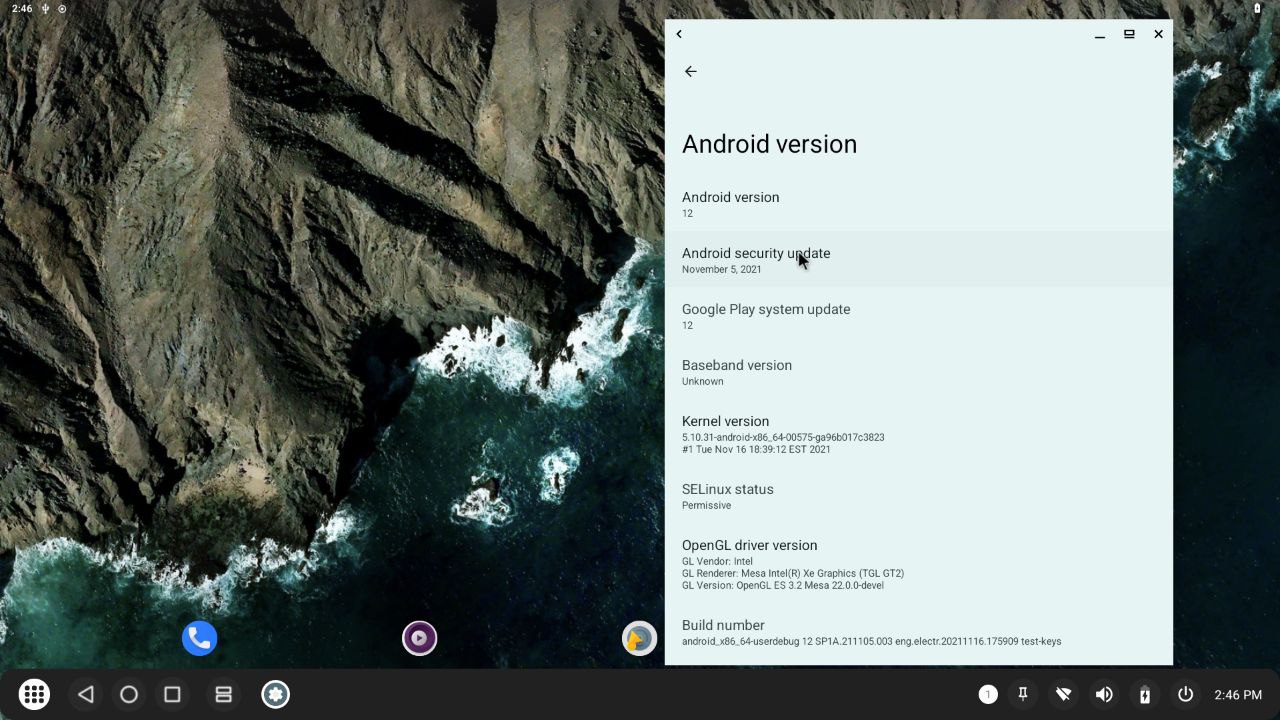 2:46
Android version
Android version
12
Android security update
November 5, 2021
Google Play system update
12
Baseband version
Unknown
Kernel version
5.10.31-android-x86_64-00575-ga96b017c3823
#1 Tue Nov 16 18:39:12 EST 2021
SELinux status
Permissive
OpenGL driver version
GL Vendor: Intel
GL Renderer: Mesa Intel(R) Xe Graphics (TGL GT2)
GL Version: OpenGL ES 3.2 Mesa 22.0.0-devel
Build number
android_x86_64-userdebug 12 SP1A.211105.003 eng.electr.20211116.175909 test-keys
1
2:46 PM